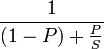 1
(1 − P) + P/S